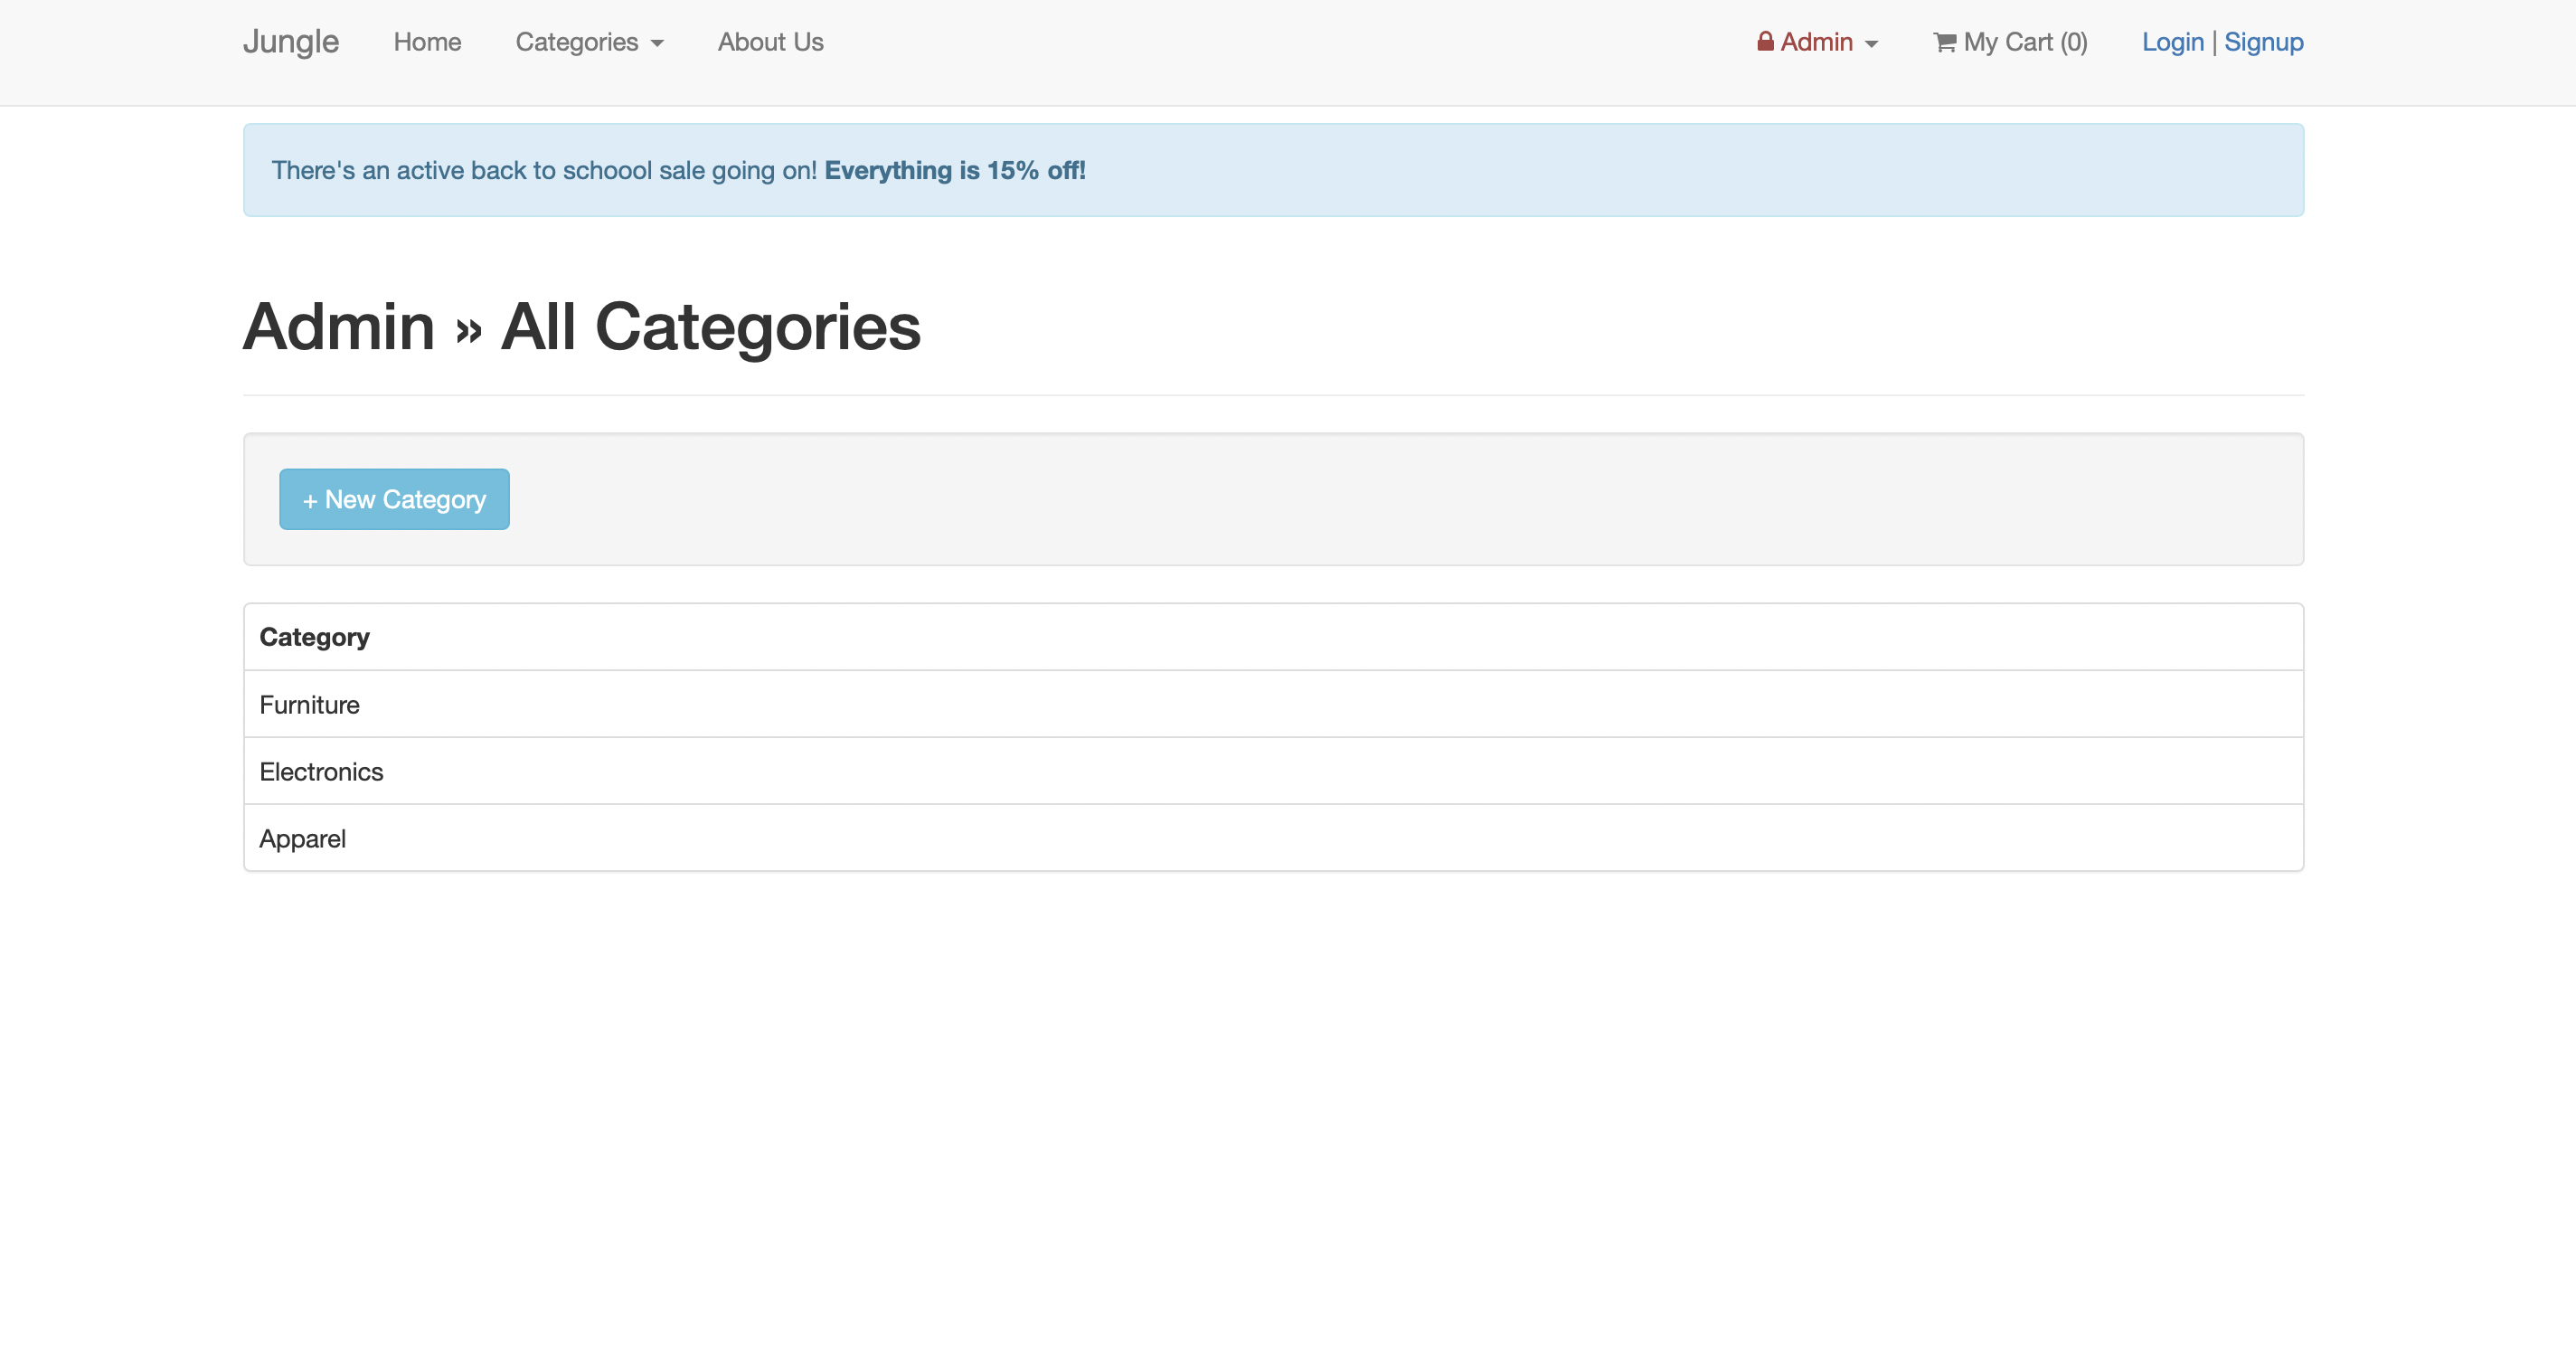 Jungle Home Categories About Us Admin My Cart (0) Login | Signup
There's an active back to schoool sale going on! Everything is 15% off!
Admin » All Categories
+ New Category
Category
Furniture
Electronics
Apparel